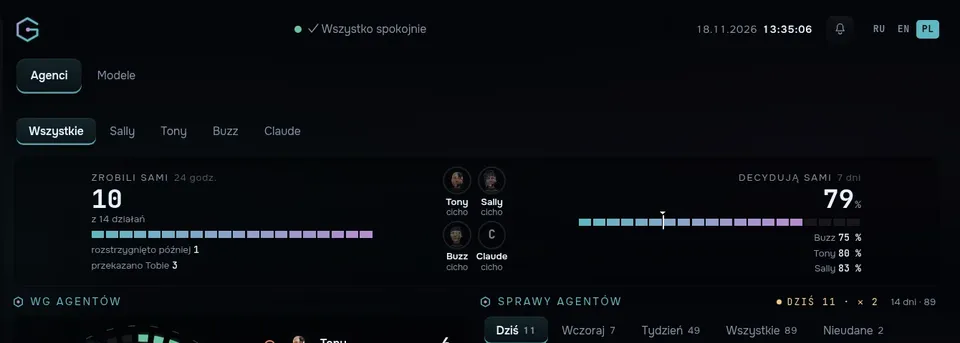 ✓ Wszystko spokojnie
18.11.2026 13:35:06
RU EN PL
Agenci Modele
Wszystkie Sally Tony Buzz Claude
ZROBILI SAMI 24 godz.
10
z 14 działań
rozstrzygnięto później 1
przekazano Tobie 3
Tony
cicho
Sally
cicho
C
Buzz
cicho
Claude
cicho
DECYDUJĄ SAMI 7 dni
79%
Buzz 75 %
Tony 80 %
Sally 83 %
WG AGENTÓW
SPRAWY AGENTÓW
DZIŚ 11 · × 2 14 dni · 89
Dziś 11 Wczoraj 7 Tydzień 49 Wszystkie 89 Nieudane 2
Tony